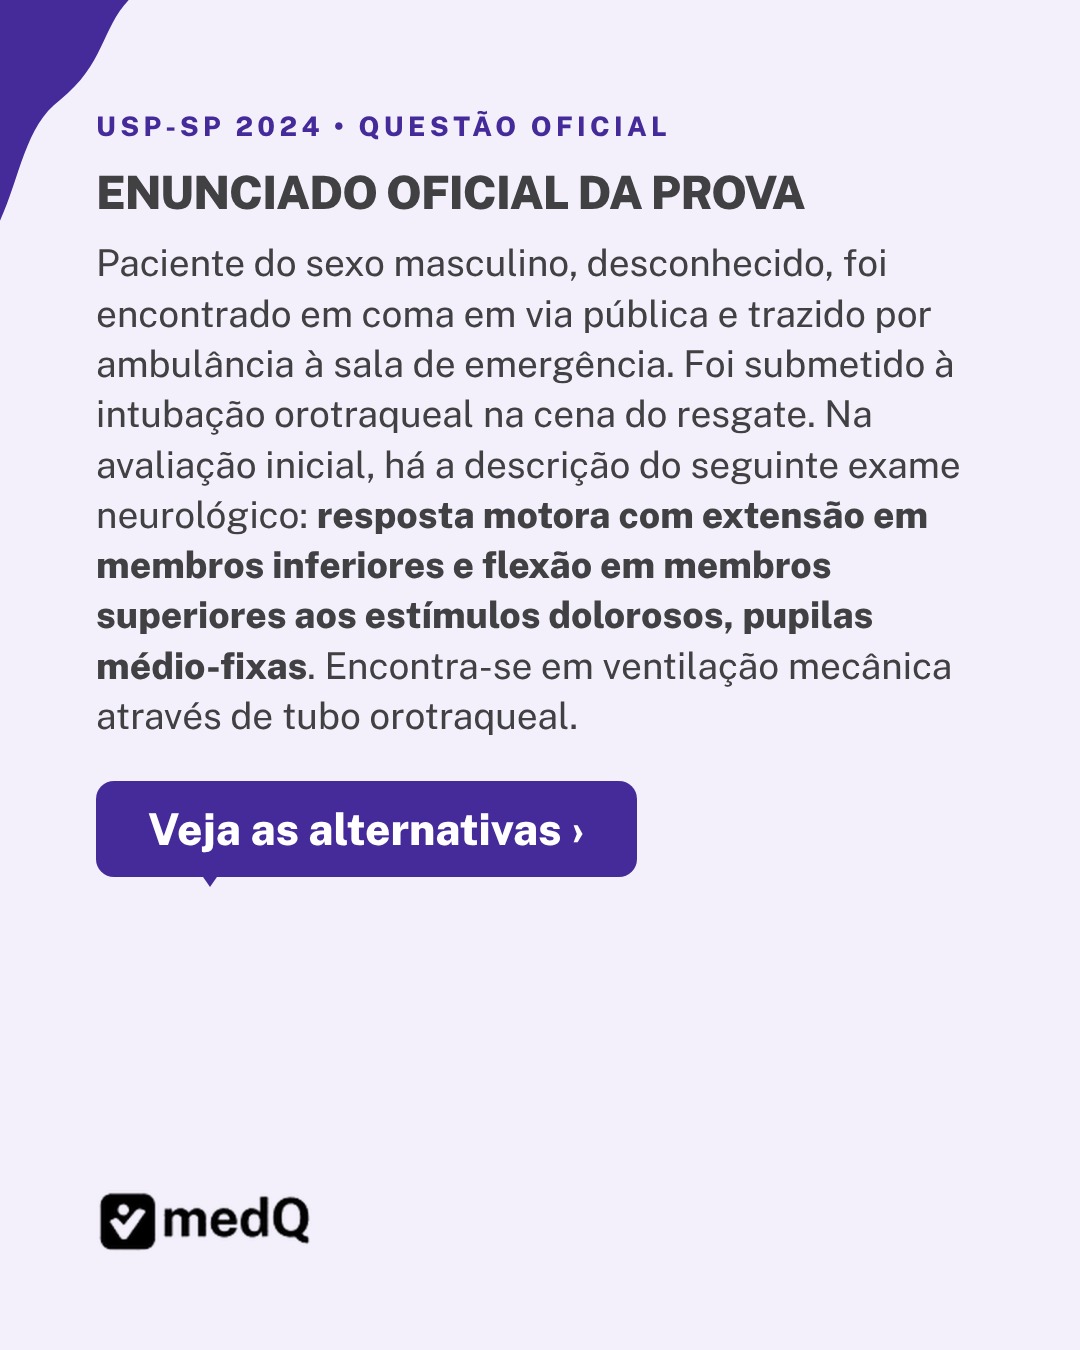 USP-SP 2024 • QUESTÃO OFICIAL
ENUNCIADO OFICIAL DA PROVA
Paciente do sexo masculino, desconhecido, foi
encontrado em coma em via pública e trazido por
ambulância à sala de emergência. Foi submetido à
intubação orotraqueal na cena do resgate. Na
avaliação inicial, há a descrição do seguinte exame
neurológico: resposta motora com extensão em
membros inferiores e flexão em membros
superiores aos estímulos dolorosos, pupilas
médio-fixas. Encontra-se em ventilação mecânica
através de tubo orotraqueal.
Veja as alternativas ›
medQ